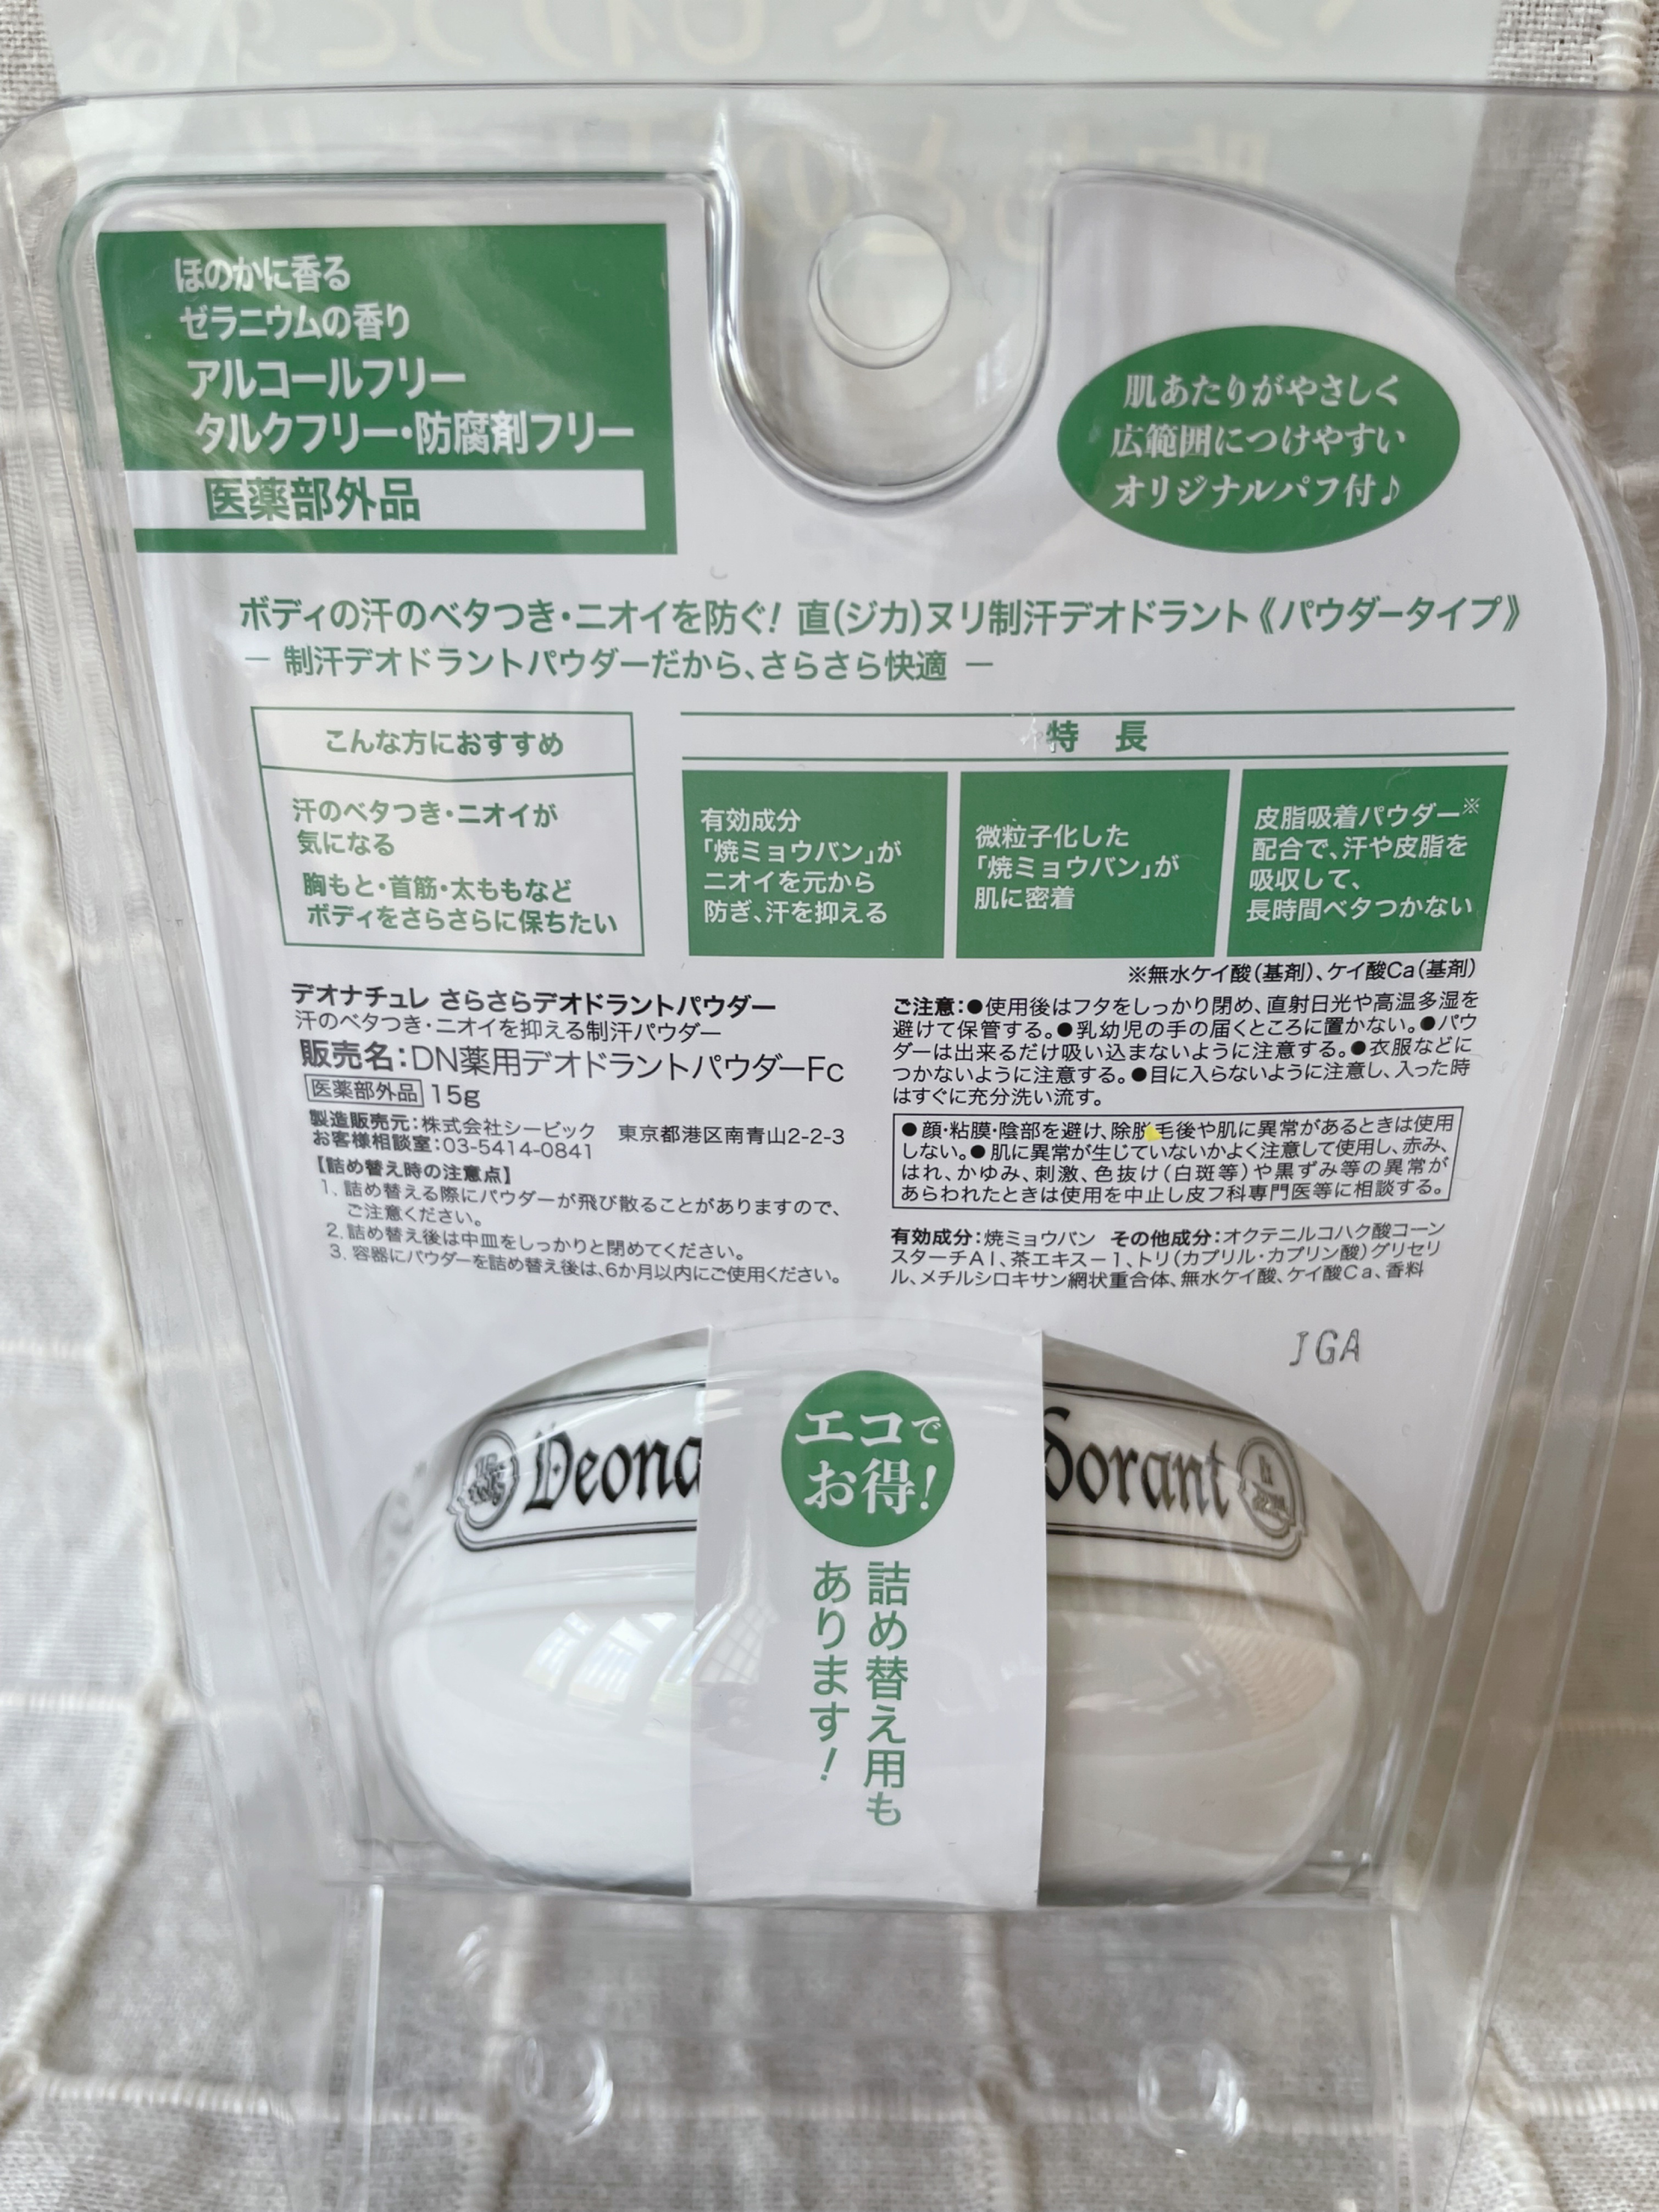 ほのかに香る
ゼラニウムの香り
アルコールフリー
タルクフリー・防腐剤フリー
医薬部外品
肌あたりがやさしく
広範囲につけやすい
オリジナルパフ付♪
ボディの汗のベタつき・ニオイを防ぐ! 直(ジカ)ヌリ制汗デオドラント《パウダータイプ》
― 制汗デオドラントパウダーだから、さらさら快適 ―
こんな方におすすめ
汗のベタつき・ニオイが
気になる
胸もと・首筋・太ももなど
ボディをさらさらに保ちたい
特 長
有効成分
「焼ミョウバン」が
ニオイを元から
防ぎ、汗を抑える
微粒子化した
「焼ミョウバン」が
肌に密着
皮脂吸着パウダー※
配合で、汗や皮脂を
吸収して、
長時間ベタつかない
※無水ケイ酸(基剤)、ケイ酸Ca(基剤)
デオナチュレ さらさらデオドラントパウダー
汗のベタつき・ニオイを抑える制汗パウダー
販売名:DN薬用デオドラントパウダーFc
医薬部外品 15g
製造販売元:株式会社シービック 東京都港区南青山2-2-3
お客様相談室:03-5414-0841
【詰め替え時の注意点】
1. 詰め替える際にパウダーが飛び散ることがありますので、
ご注意ください。
2. 詰め替え後は中皿をしっかりと閉めてください。
3. 容器にパウダーを詰め替え後は、6か月以内にご使用ください。
ご注意:●使用後はフタをしっかり閉め、直射日光や高温多湿を
避けて保管する。●乳幼児の手の届くところに置かない。●パウ
ダーは出来るだけ吸い込まないように注意する。●衣服などに
つかないように注意する。●目に入らないように注意し、入った時
はすぐに充分洗い流す。
●顔・粘膜・陰部を避け、除脱毛後や肌に異常があるときは使用
しない。●肌に異常が生じていないかよく注意して使用し、赤み、
はれ、かゆみ、刺激、色抜け(白斑等)や黒ずみ等の異常が
あらわれたときは使用を中止し皮フ科専門医等に相談する。
有効成分:焼ミョウバン その他成分:オクテニルコハク酸コーン
スターチAl、茶エキス-1、トリ(カプリル・カプリン酸)グリセリ
ル、メチルシロキサン網状重合体、無水ケイ酸、ケイ酸Ca、香料
JGA
Deona
dorant
エコで
お得!
詰め替え用も
あります!